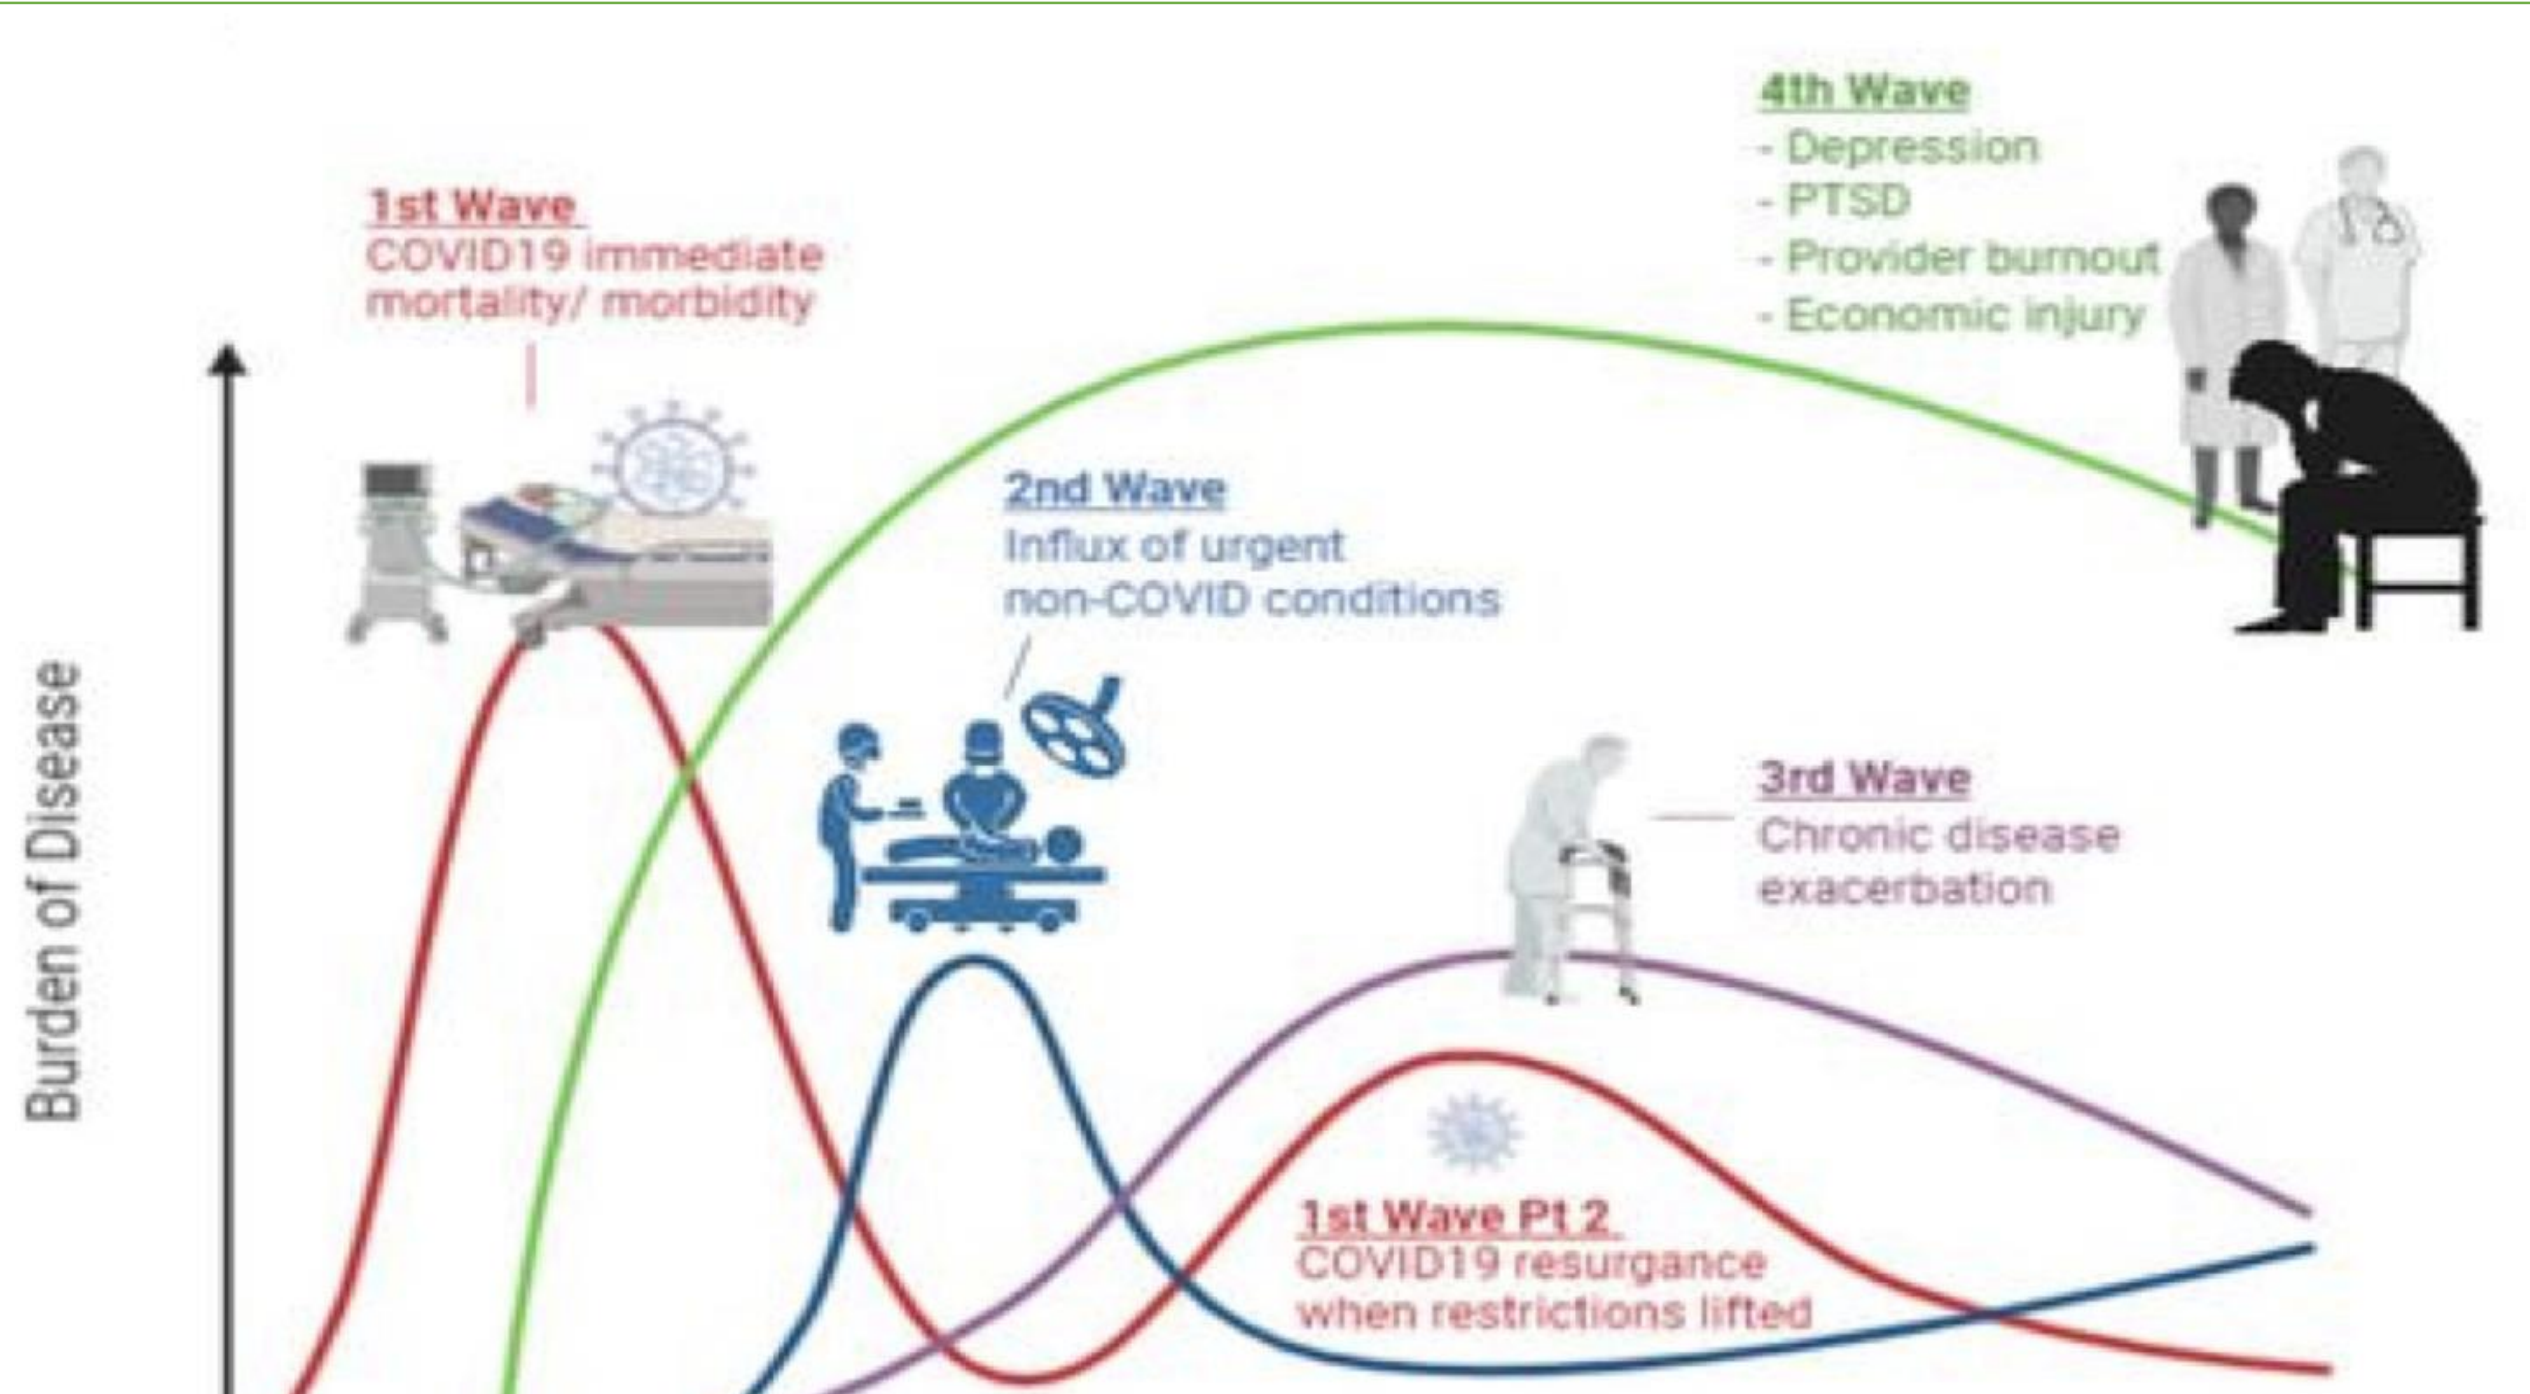 4th Wave
- Depression
- PTSD
- Provider burnout
- Economic injury
1st Wave
COVID19 immediate
mortality/ morbidity
2nd Wave
Influx of urgent
non-COVID conditions
Burden of Disease
3rd Wave
Chronic disease
exacerbation
1st Wave Pt 2
COVID19 resurgance
when restrictions lifted